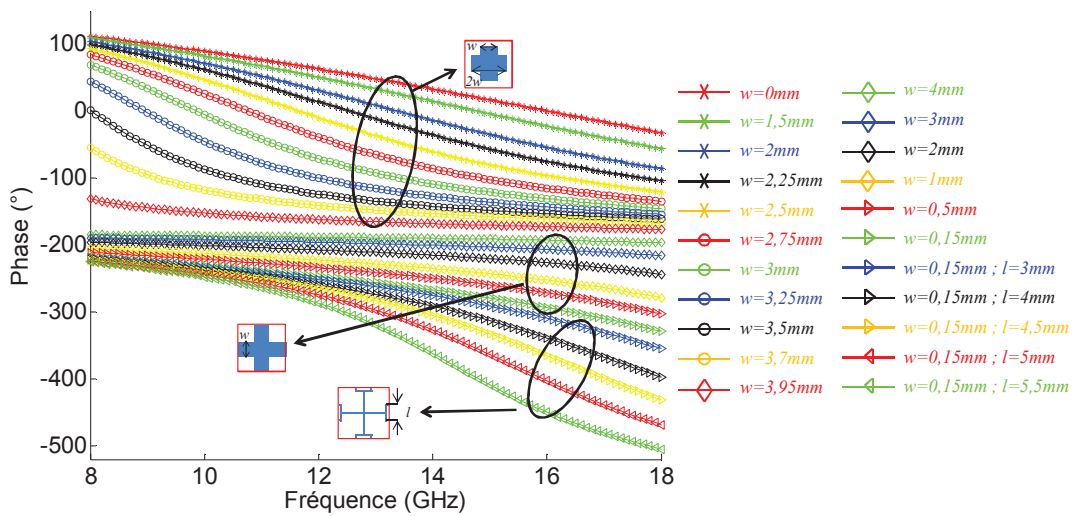 100
0
-100
-200
-300
-400
-500
Phase (°)
8
10
12
14
16
18
Fréquence (GHz)
w
2w
w
l
w=0mm
w=1,5mm
w=2mm
w=2,25mm
w=2,5mm
w=2,75mm
w=3mm
w=3,25mm
w=3,5mm
w=3,7mm
w=3,95mm
w=4mm
w=3mm
w=2mm
w=1mm
w=0,5mm
w=0,15mm
w=0,15mm ; l=3mm
w=0,15mm ; l=4mm
w=0,15mm ; l=4,5mm
w=0,15mm ; l=5mm
w=0,15mm ; l=5,5mm